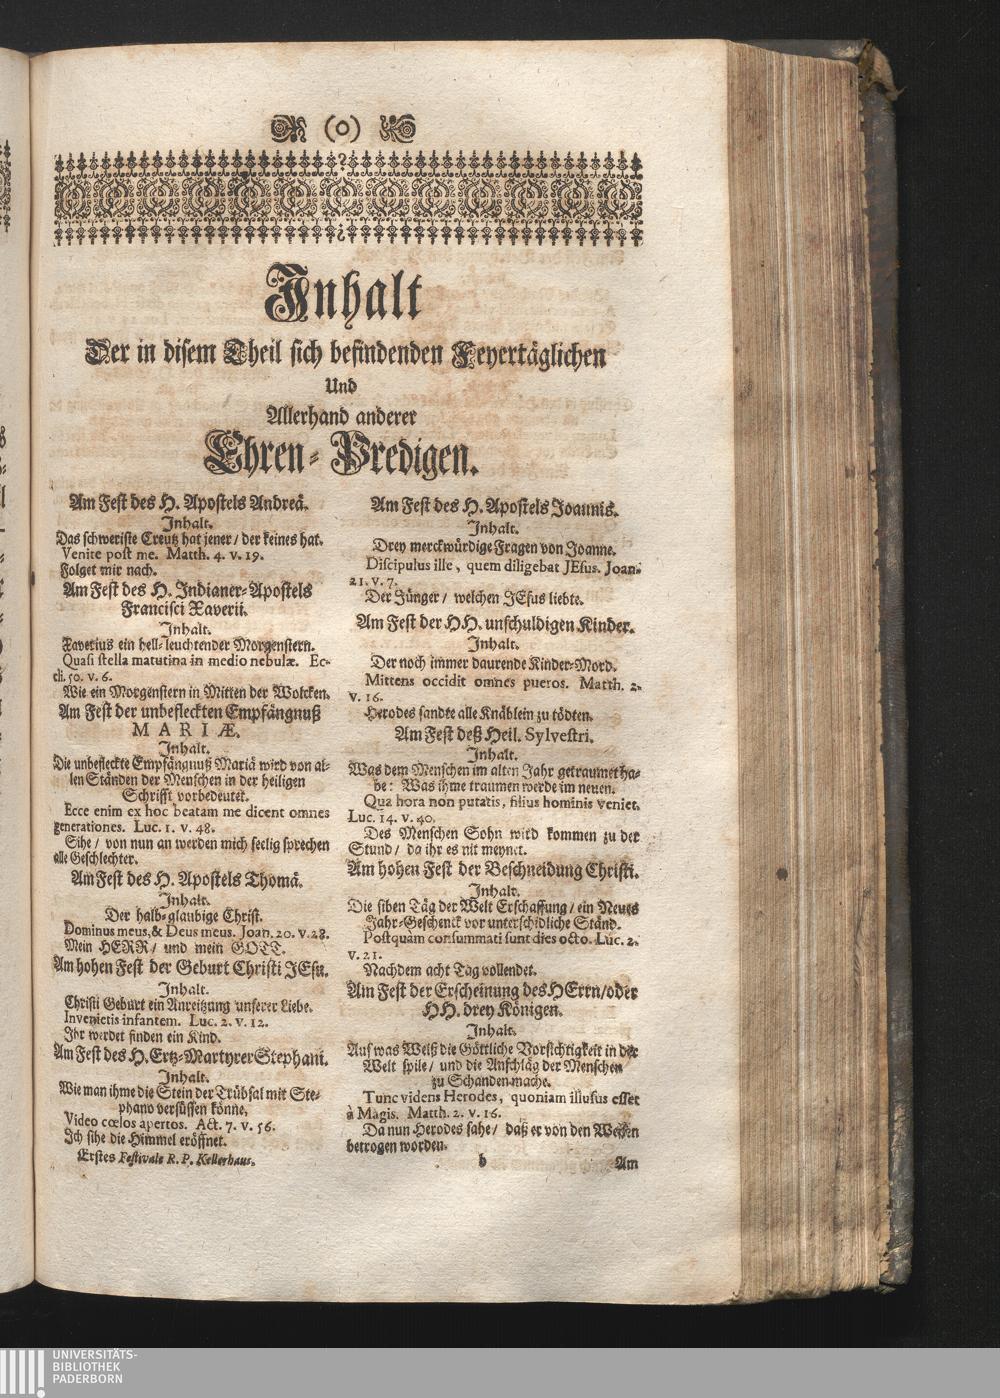 (o)
Inhalt
Der in disem Theil sich befindenden Feyertäglichen
Und
Allerhand anderer
Ehren-Predigen.
Am Fest des H. Apostels Andreä.
Inhalt.
Das schweriste Creutz hat jener / der keines hat.
Venite post me. Matth. 4. v. 19.
Folget mir nach.
Am Fest des H. Indianer-Apostels
Francisci Xaverii.
Inhalt.
Xaverius ein hell-leuchtender Morgenstern.
Quasi stella matutina in medio nebulæ. Ec-
cli. 50. v. 6.
Wie ein Morgenstern in Mitten der Wolcken.
Am Fest der unbefleckten Empfängnuß
MARIÆ.
Inhalt.
Die unbefleckte Empfängnuß Mariä wird von al-
len Ständen der Menschen in der heiligen
Schrifft vorbedeutet.
Ecce enim ex hoc beatam me dicent omnes
generationes. Luc. 1. v. 48.
Sihe / von nun an werden mich seelig sprechen
alle Geschlechter.
Am Fest des H. Apostels Thomä.
Inhalt.
Der halb-glaubige Christ.
Dominus meus, & Deus meus. Joan. 20. v. 28.
Mein HERR / und mein GOTT.
Am hohen Fest der Geburt Christi JEsu.
Inhalt.
Christi Geburt ein Anreitzung unserer Liebe.
Invenietis infantem. Luc. 2. v. 12.
Ihr werdet finden ein Kind.
Am Fest des H. Ertz-Martyrer Stephani.
Inhalt.
Wie man ihme die Stein der Trübsal mit Ste-
phano versüssen könne.
Video cœlos apertos. Act. 7. v. 56.
Ich sihe die Himmel eröffnet.
Erstes Festivale R. P. Kellerhaus.
Am Fest des H. Apostels Joannis.
Inhalt.
Drey merckwürdige Fragen von Joanne.
Discipulus ille, quem diligebat JEsus. Joan.
21. v. 7.
Der Jünger / welchen JEsus liebte.
Am Fest der HH. unschuldigen Kinder.
Inhalt.
Der noch immer daurende Kinder-Mord.
Mittens occidit omnes pueros. Matth. 2.
v. 16.
Herodes sandte alle Knäblein zu tödten.
Am Fest deß Heil. Sylvestri.
Inhalt.
Was dem Menschen im alten Jahr getraumet ha-
be: Was ihme traumen werde im neuen.
Qua hora non putatis, filius hominis veniet.
Luc. 14. v. 40.
Des Menschen Sohn wird kommen zu der
Stund / da ihr es nit meynet.
Am hohen Fest der Beschneidung Christi.
Inhalt.
Die siben Täg der Welt Erschaffung / ein Neues
Jahr-Geschenck vor unterschidliche Ständ.
Postquam consummati sunt dies octo. Luc. 2.
v. 21.
Nachdem acht Tag vollendet.
Am Fest der Erscheinung des HErrn / oder
HH. drey Königen.
Inhalt.
Auf was Weiß die Göttliche Vorsichtigkeit in der
Welt spile / und die Anschläg der Menschen
zu Schanden mache.
Tunc videns Herodes, quoniam illusus esset
à Magis. Matth. 2. v. 16.
Da nun Herodes sahe / daß er von den Weisen
betrogen worden.
b
Am
UNIVERSITÄTS-
BIBLIOTHEK
PADERBORN